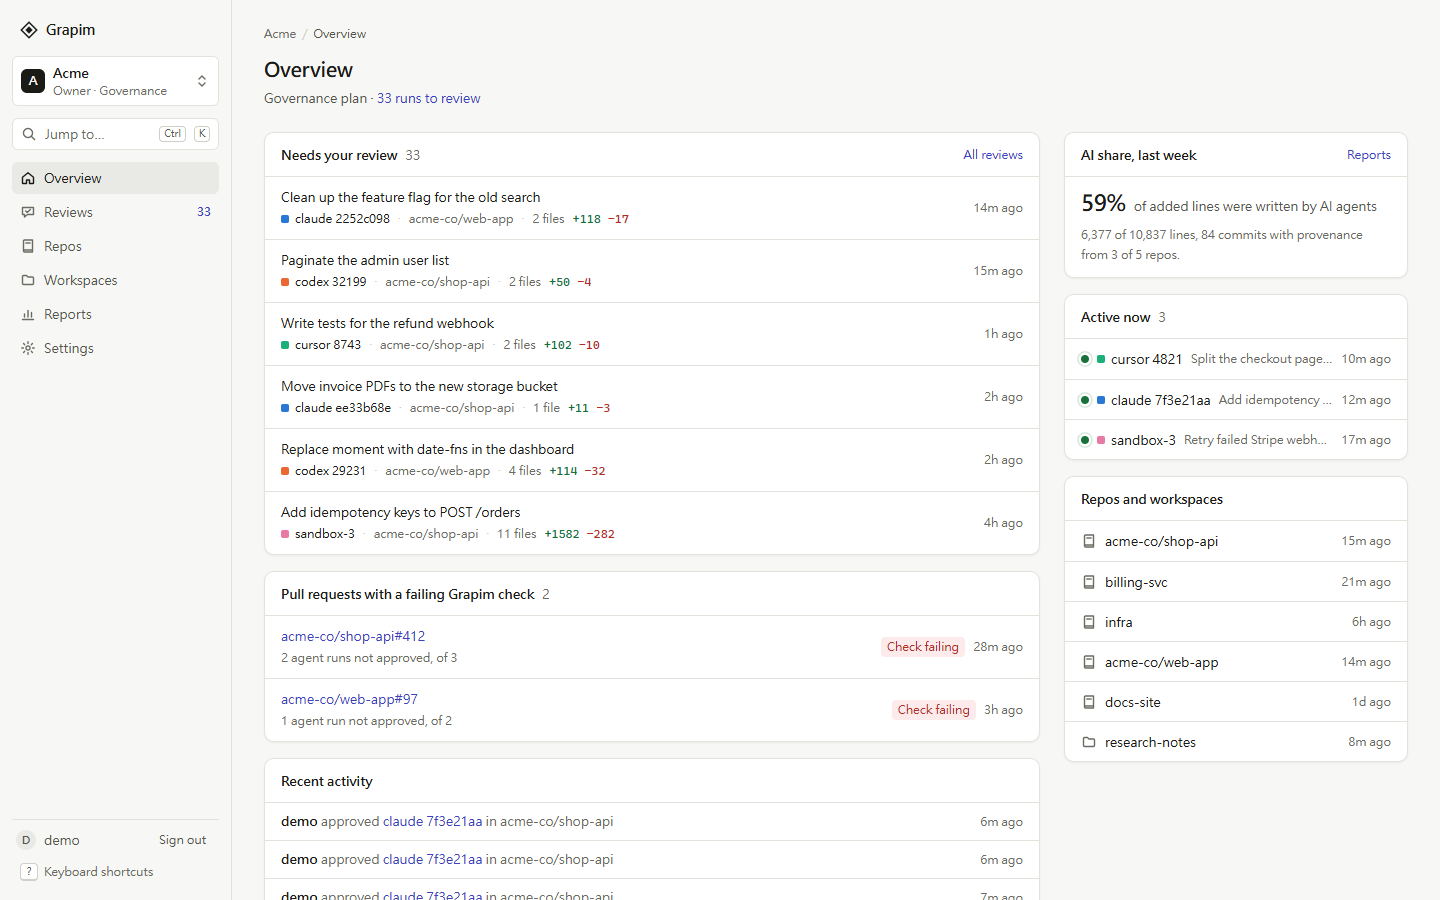 Grapim
A
Acme
Owner · Governance
Jump to...
Ctrl K
Overview
Reviews 33
Repos
Workspaces
Reports
Settings
D demo Sign out
? Keyboard shortcuts
Acme / Overview
Overview
Governance plan · 33 runs to review
Needs your review 33 All reviews
Clean up the feature flag for the old search
claude 2252c098 · acme-co/web-app · 2 files +118 −17
14m ago
Paginate the admin user list
codex 32199 · acme-co/shop-api · 2 files +50 −4
15m ago
Write tests for the refund webhook
cursor 8743 · acme-co/shop-api · 2 files +102 −10
1h ago
Move invoice PDFs to the new storage bucket
claude ee33b68e · acme-co/shop-api · 1 file +11 −3
2h ago
Replace moment with date-fns in the dashboard
codex 29231 · acme-co/web-app · 4 files +114 −32
2h ago
Add idempotency keys to POST /orders
sandbox-3 · acme-co/shop-api · 11 files +1582 −282
4h ago
Pull requests with a failing Grapim check 2
acme-co/shop-api#412
2 agent runs not approved, of 3
Check failing 28m ago
acme-co/web-app#97
1 agent run not approved, of 2
Check failing 3h ago
Recent activity
demo approved claude 7f3e21aa in acme-co/shop-api 6m ago
demo approved claude 7f3e21aa in acme-co/shop-api 6m ago
demo approved claude 7f3e21aa in acme-co/shop-api 7m ago
AI share, last week Reports
59% of added lines were written by AI agents
6,377 of 10,837 lines, 84 commits with provenance
from 3 of 5 repos.
Active now 3
cursor 4821 Split the checkout page... 10m ago
claude 7f3e21aa Add idempotency ... 12m ago
sandbox-3 Retry failed Stripe webh... 17m ago
Repos and workspaces
acme-co/shop-api 15m ago
billing-svc 21m ago
infra 6h ago
acme-co/web-app 14m ago
docs-site 1d ago
research-notes 8m ago